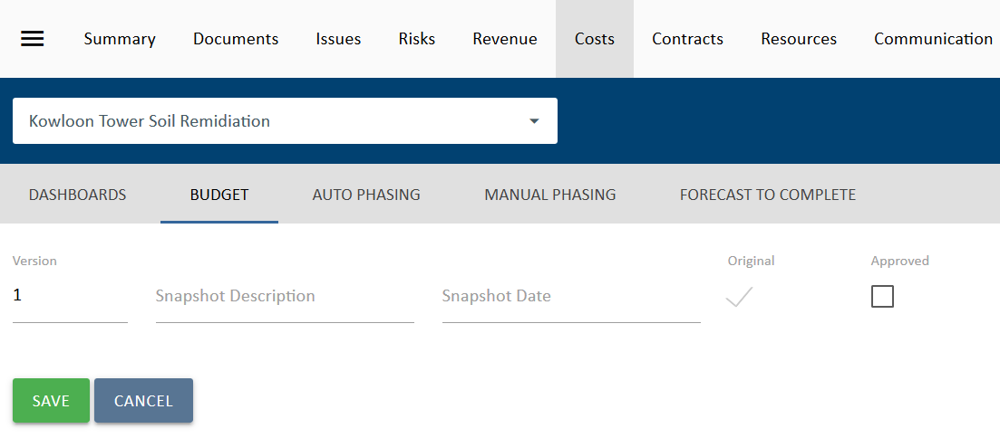 Summary Documents Issues Risks Revenue Costs Contracts Resources Communication
Kowloon Tower Soil Remidiation
DASHBOARDS BUDGET AUTO PHASING MANUAL PHASING FORECAST TO COMPLETE
Version Original Approved
1 Snapshot Description Snapshot Date
SAVE CANCEL